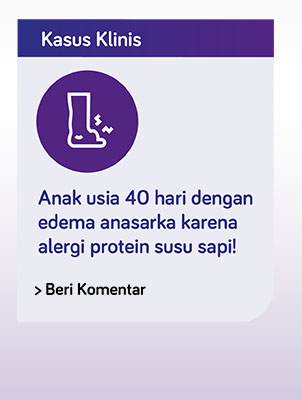 Kasus Klinis
Anak usia 40 hari dengan
edema anasarka karena
alergi protein susu sapi!
> Beri Komentar